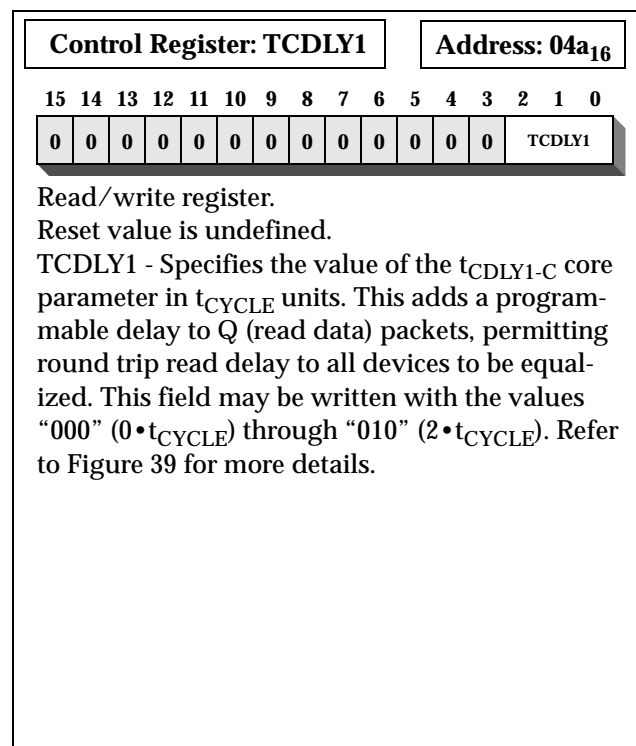 Control Register: TCDLY1 Address: 04a16
15 14 13 12 11 10 9 8 7 6 5 4 3 2 1 0
0 0 0 0 0 0 0 0 0 0 0 0 0 TCDLY1
Read/write register.
Reset value is undefined.
TCDLY1 - Specifies the value of the tCDLY1-C core
parameter in tCYCLE units. This adds a program-
mable delay to Q (read data) packets, permitting
round trip read delay to all devices to be equal-
ized. This field may be written with the values
“000” (0•tCYCLE) through “010” (2•tCYCLE). Refer
to Figure 39 for more details.